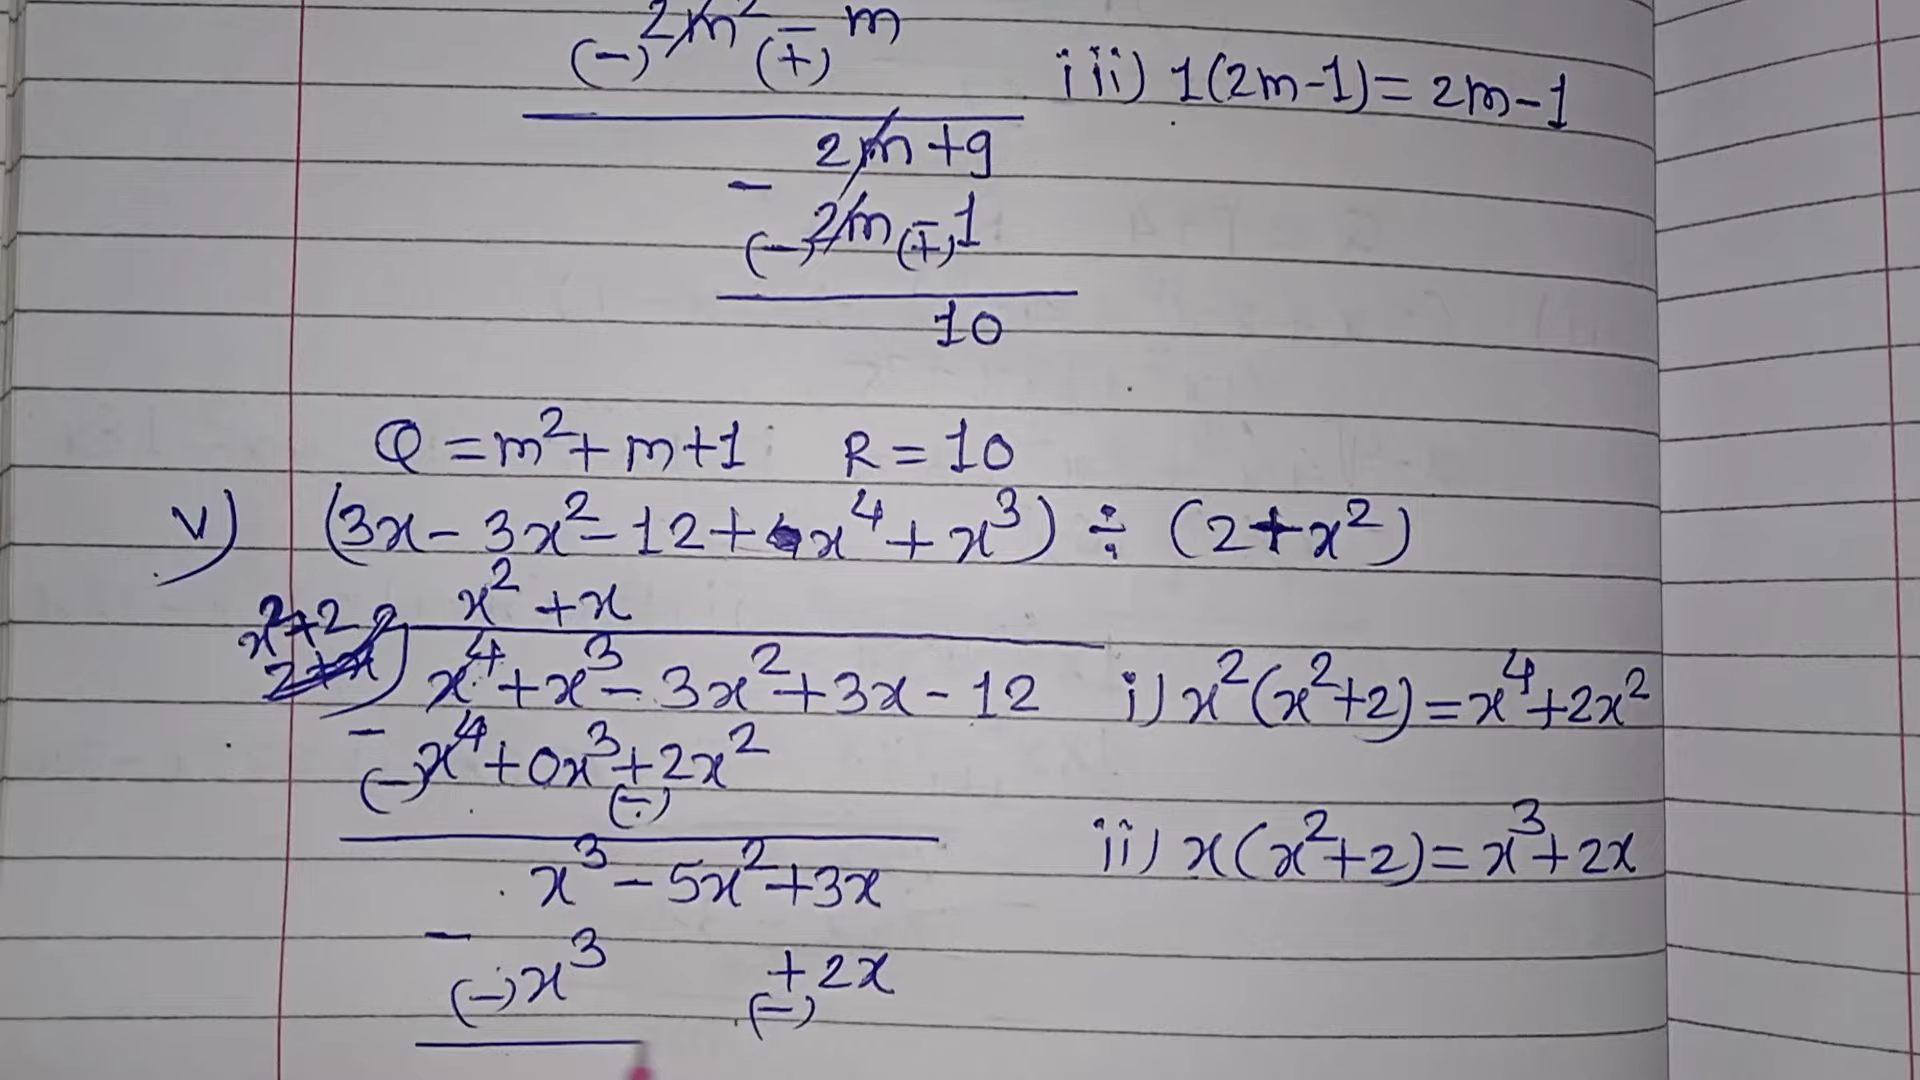 2m² - m
(-) (+)
iii) 1(2m-1)= 2m-1
2m+9
- 2m - 1
(-) (+)
10
Q = m²+m+1 R = 10
v) (3x - 3x² - 12 + x⁴ + x³) ÷ (2+x²)
x² + x
x²+2 ) x⁴+x³- 3x²+3x - 12
i) x²(x²+2) = x⁴+2x²
- x⁴+0x³+2x²
(-) (-)
x³ - 5x²+3x
ii) x(x²+2) = x³+2x
- x³ +2x
(-) (-)